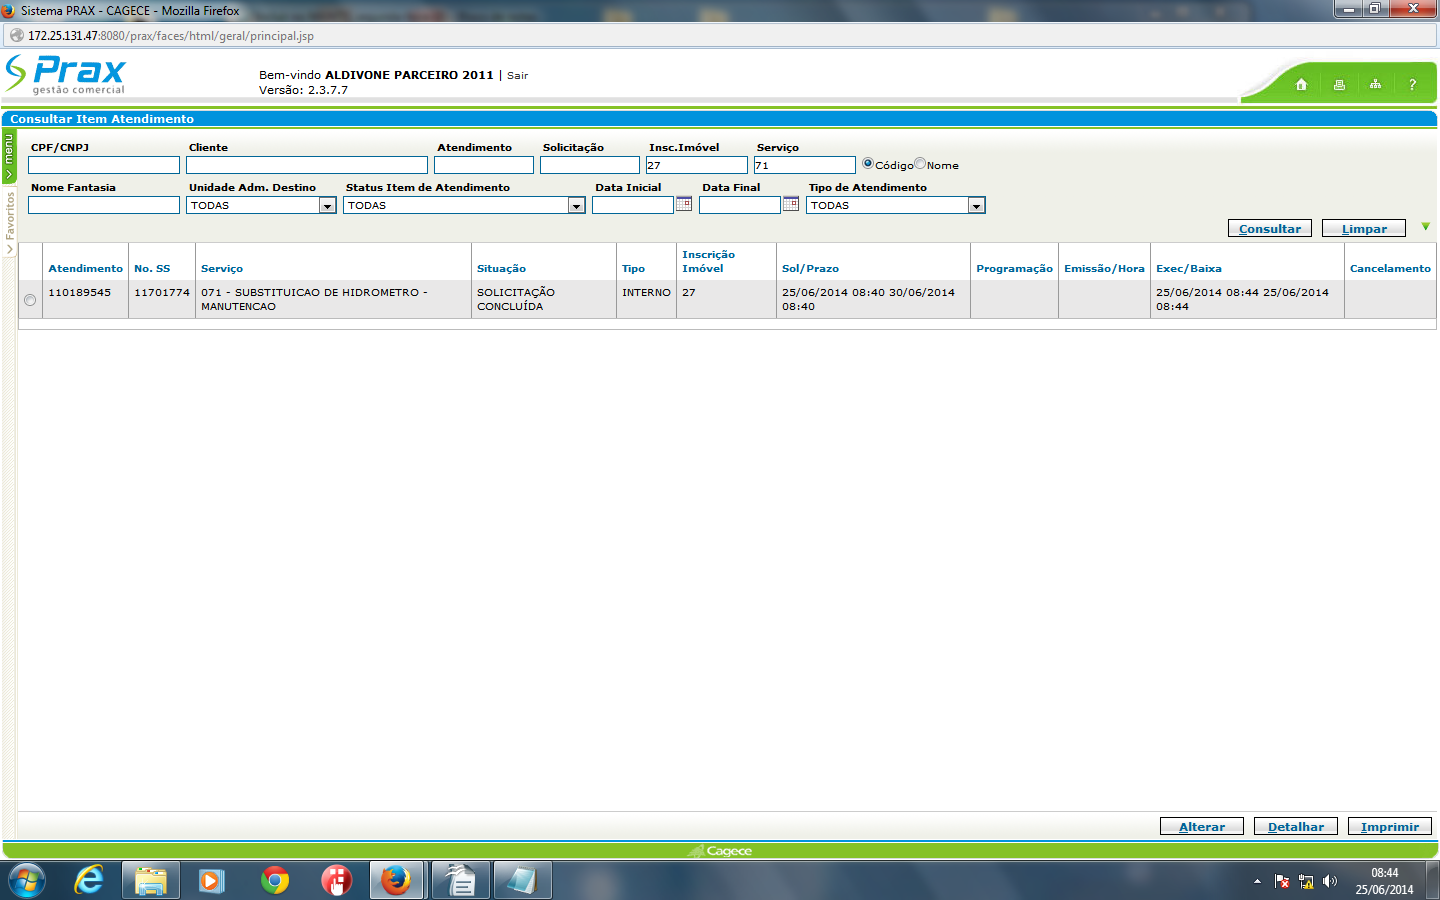 Sistema PRAX - CAGECE - Mozilla Firefox
172.25.131.47:8080/prax/faces/html/geral/principal.jsp
Prax
gestão comercial
Bem-vindo ALDIVONE PARCEIRO 2011 | Sair
Versão: 2.3.7.7
?
Consultar Item Atendimento
menu
Favoritos
CPF/CNPJ Cliente Atendimento Solicitação Insc.Imóvel Serviço
27 71 Código Nome
Nome Fantasia Unidade Adm. Destino Status Item de Atendimento Data Inicial Data Final Tipo de Atendimento
TODAS TODAS TODAS
Consultar Limpar
Atendimento No. SS Serviço Situação Tipo Inscrição Imóvel Sol/Prazo Programação Emissão/Hora Exec/Baixa Cancelamento
110189545 11701774 071 - SUBSTITUICAO DE HIDROMETRO - SOLICITAÇÃO INTERNO 27 25/06/2014 08:40 30/06/2014 25/06/2014 08:44 25/06/2014
MANUTENCAO CONCLUÍDA 08:40 08:44
Alterar Detalhar Imprimir
Cagece
08:44
25/06/2014